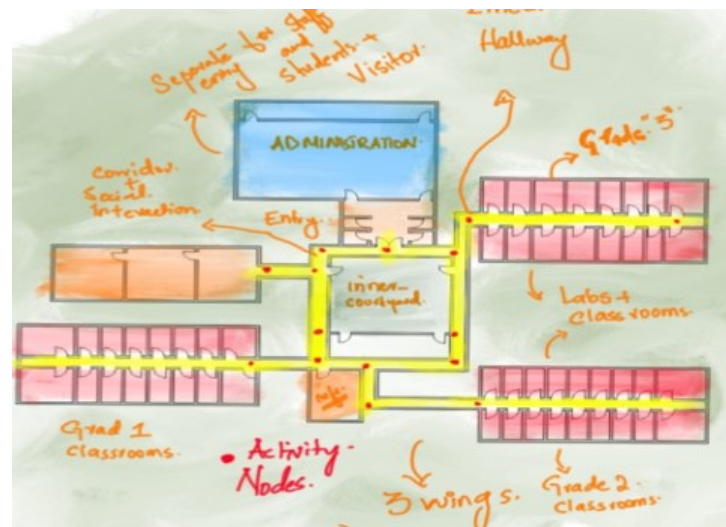 Separate for staff
entry and
students +
Visitor.
Hallway
ADMINISTRATION.
Grade "3"
corridor
+
Social
Interaction
Entry
inner-
courtyard.
Labs +
classrooms.
Grad 1
classrooms.
• Activity-
Nodes.
3 wings.
Grade 2
classrooms.